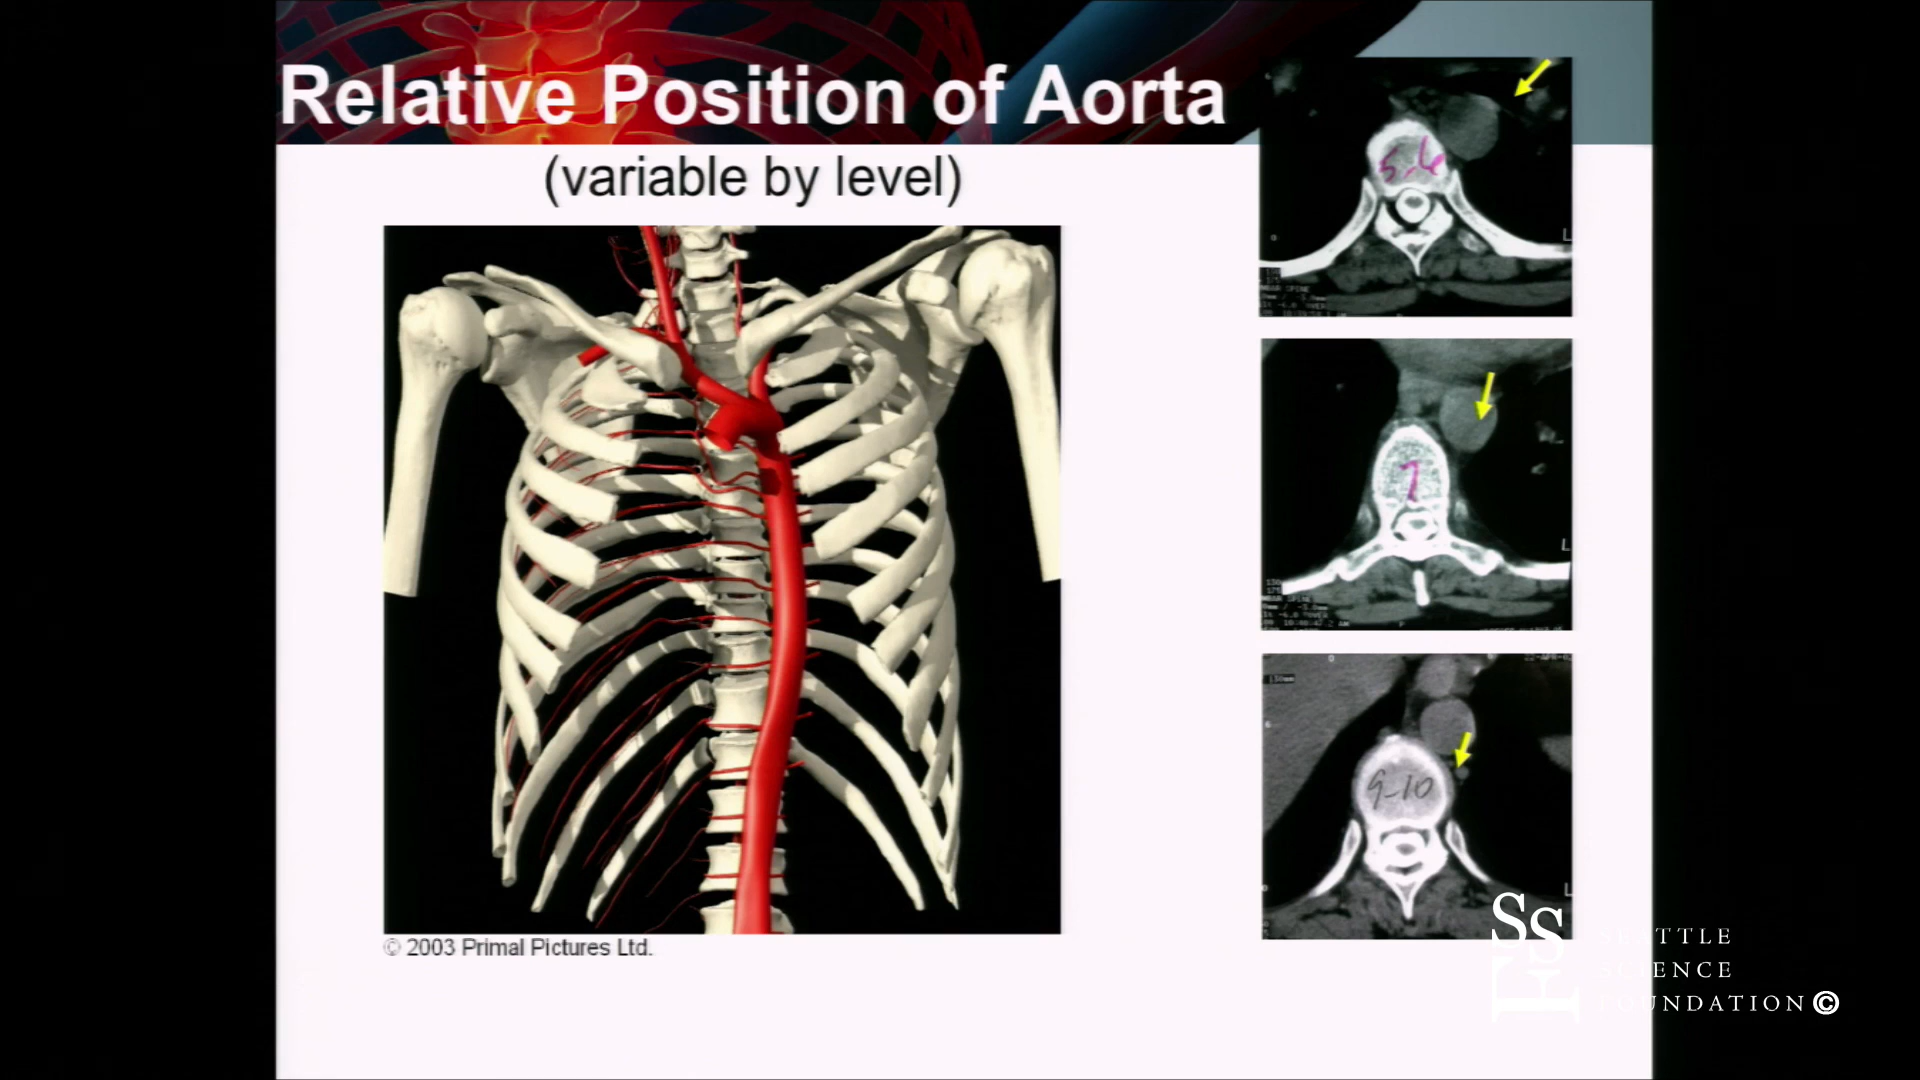 Relative Position of Aorta
(variable by level)
5,6
L
7
L
9-10
L
© 2003 Primal Pictures Ltd.
SSF
SEATTLE
SCIENCE
FOUNDATION©